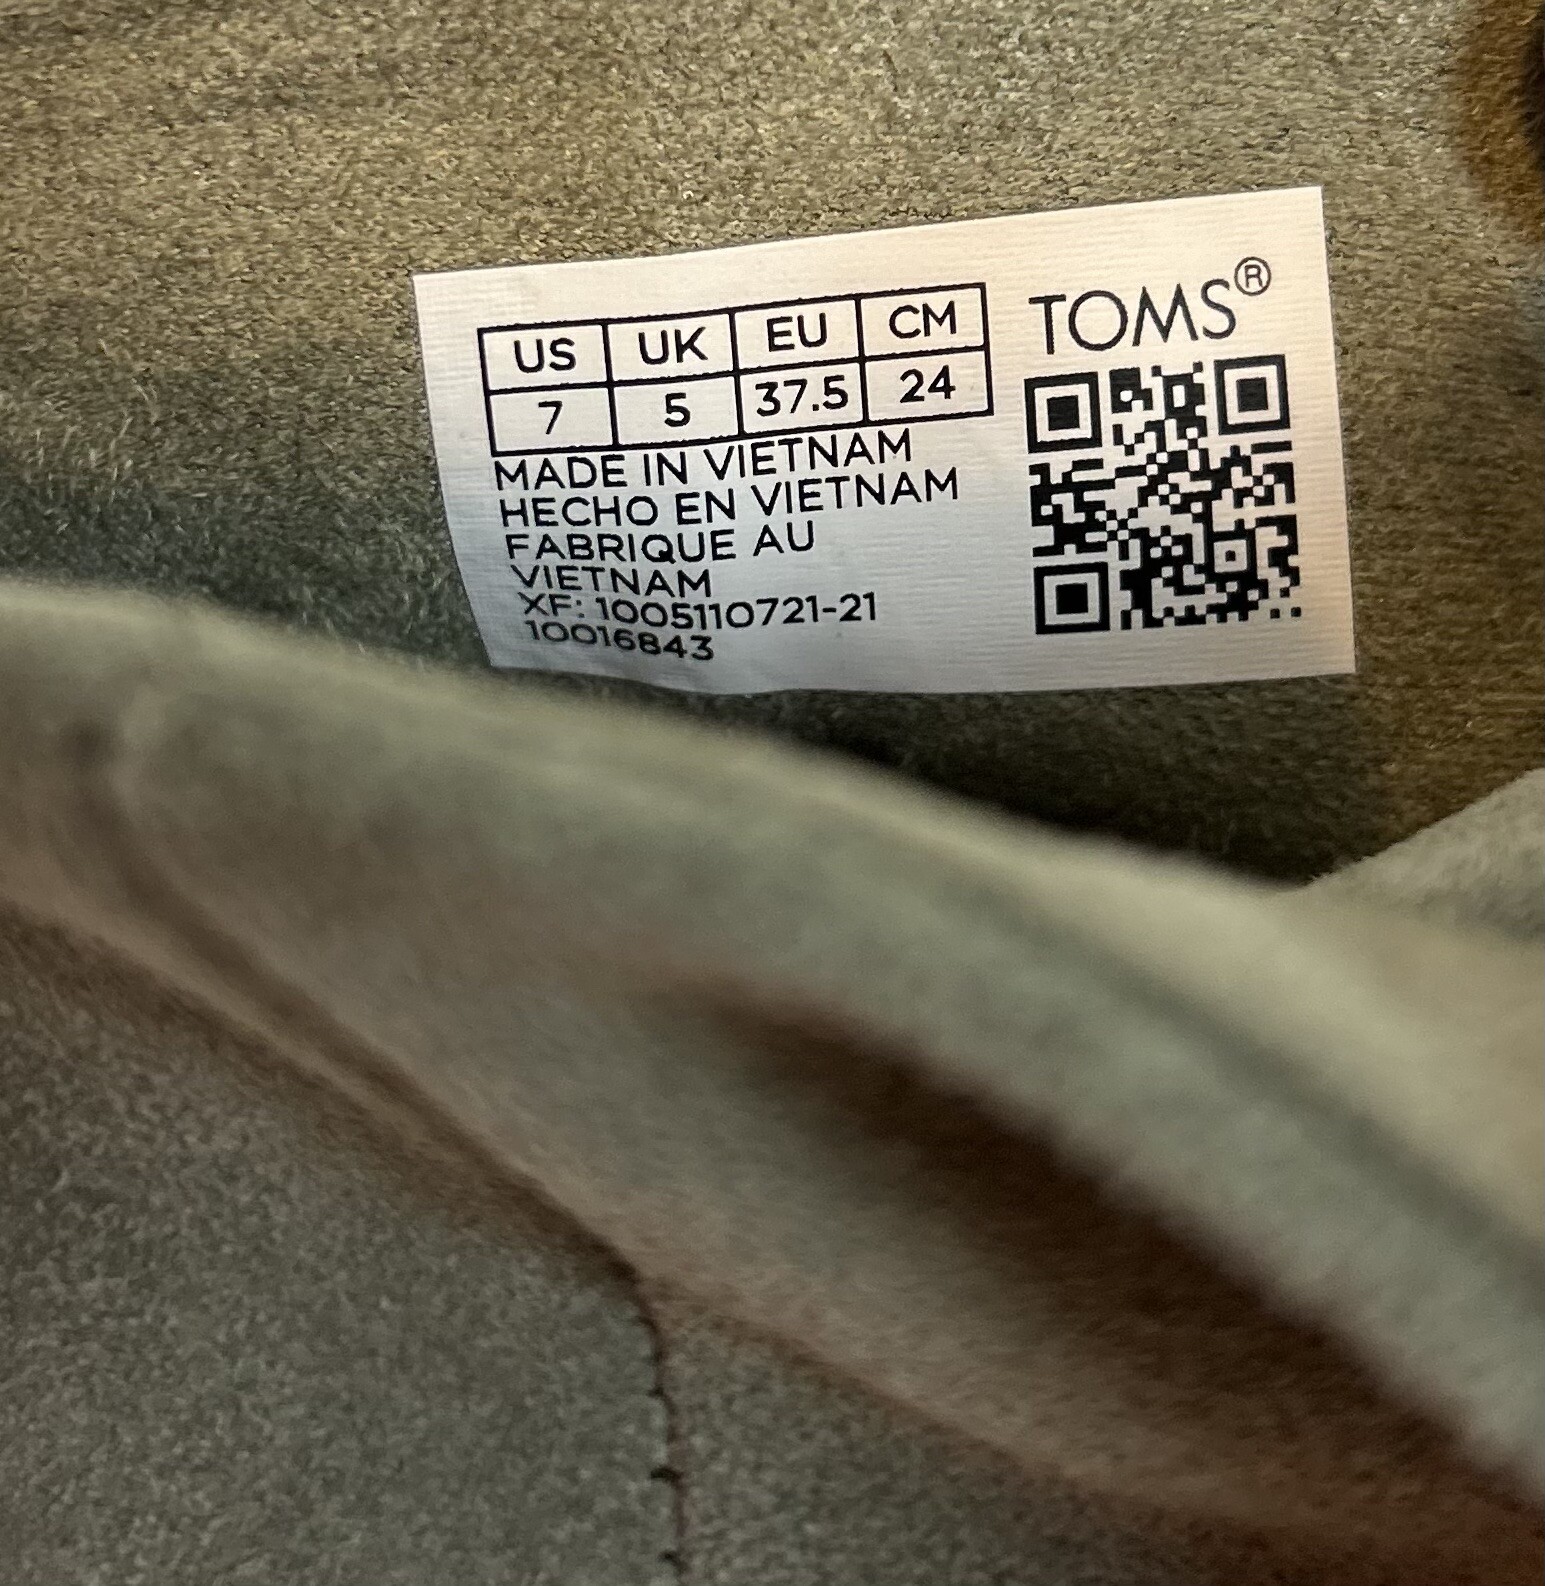 US UK EU CM
7 5 37.5 24
MADE IN VIETNAM
HECHO EN VIETNAM
FABRIQUE AU
VIETNAM
XF: 1005110721-21
10016843
TOMS®